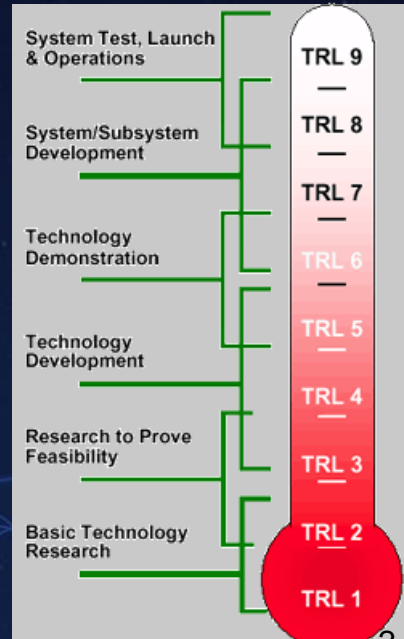 System Test, Launch
& Operations
System/Subsystem
Development
Technology
Demonstration
Technology
Development
Research to Prove
Feasibility
Basic Technology
Research
TRL 9
TRL 8
TRL 7
TRL 6
TRL 5
TRL 4
TRL 3
TRL 2
TRL 1